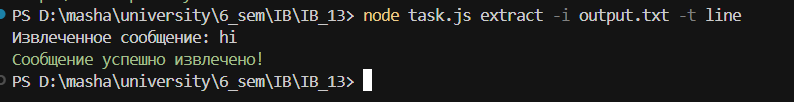 PS D:\masha\university\6_sem\IB\IB_13> node task.js extract -i output.txt -t line
Извлеченное сообщение: hi
Сообщение успешно извлечено!
PS D:\masha\university\6_sem\IB\IB_13>